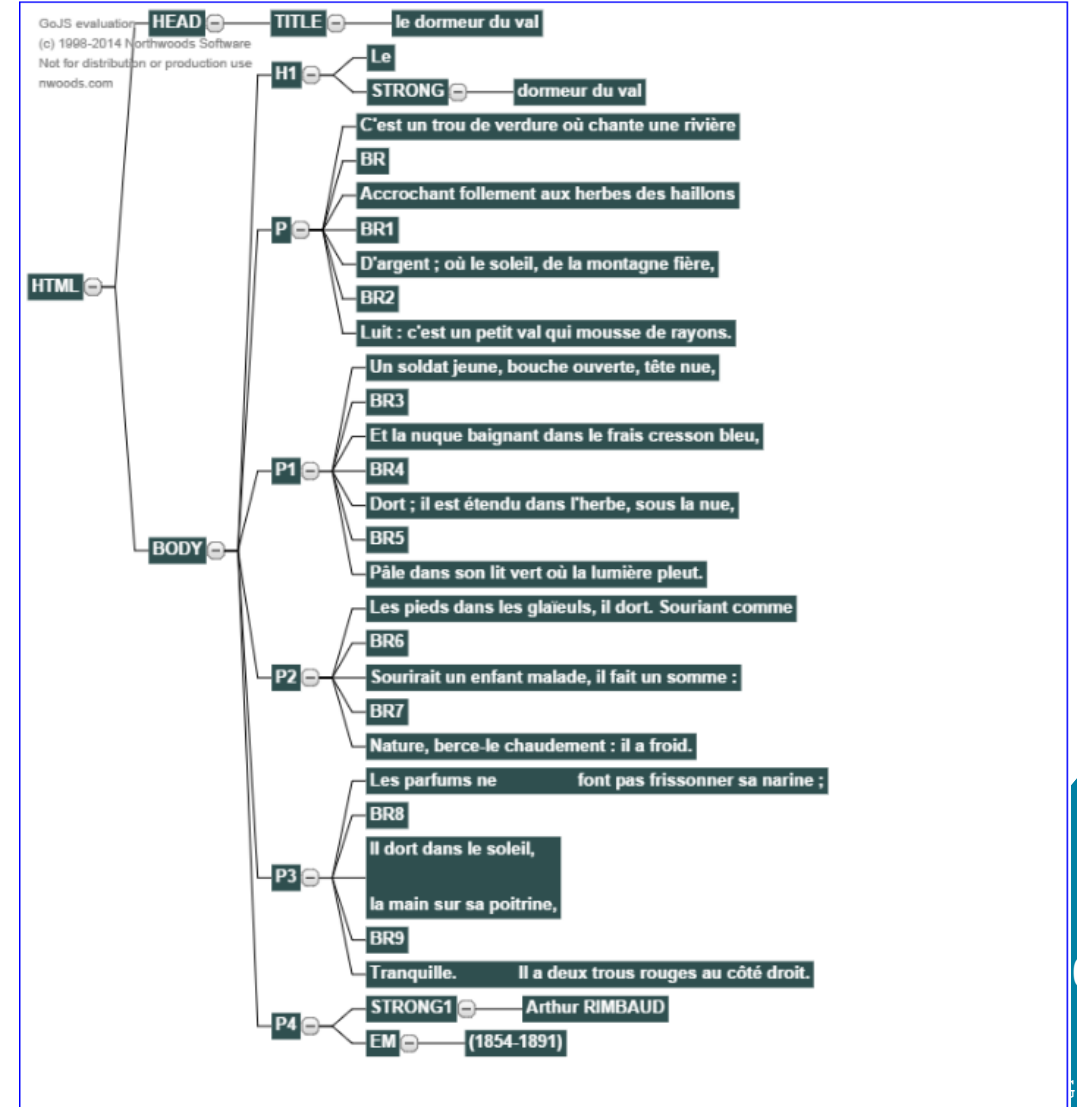 GoJS evaluation
(c) 1998-2014 Northwoods Software
Not for distribution or production use
nwoods.com
HTML
HEAD
TITLE
le dormeur du val
BODY
H1
Le
STRONG
dormeur du val
P
C'est un trou de verdure où chante une rivière
BR
Accrochant follement aux herbes des haillons
BR1
D'argent ; où le soleil, de la montagne fière,
BR2
Luit : c'est un petit val qui mousse de rayons.
P1
Un soldat jeune, bouche ouverte, tête nue,
BR3
Et la nuque baignant dans le frais cresson bleu,
BR4
Dort ; il est étendu dans l'herbe, sous la nue,
BR5
Pâle dans son lit vert où la lumière pleut.
P2
Les pieds dans les glaïeuls, il dort. Souriant comme
BR6
Sourirait un enfant malade, il fait un somme :
BR7
Nature, berce-le chaudement : il a froid.
P3
Les parfums ne font pas frissonner sa narine ;
BR8
Il dort dans le soleil,
la main sur sa poitrine,
BR9
Tranquille. Il a deux trous rouges au côté droit.
P4
STRONG1
Arthur RIMBAUD
EM
(1854-1891)